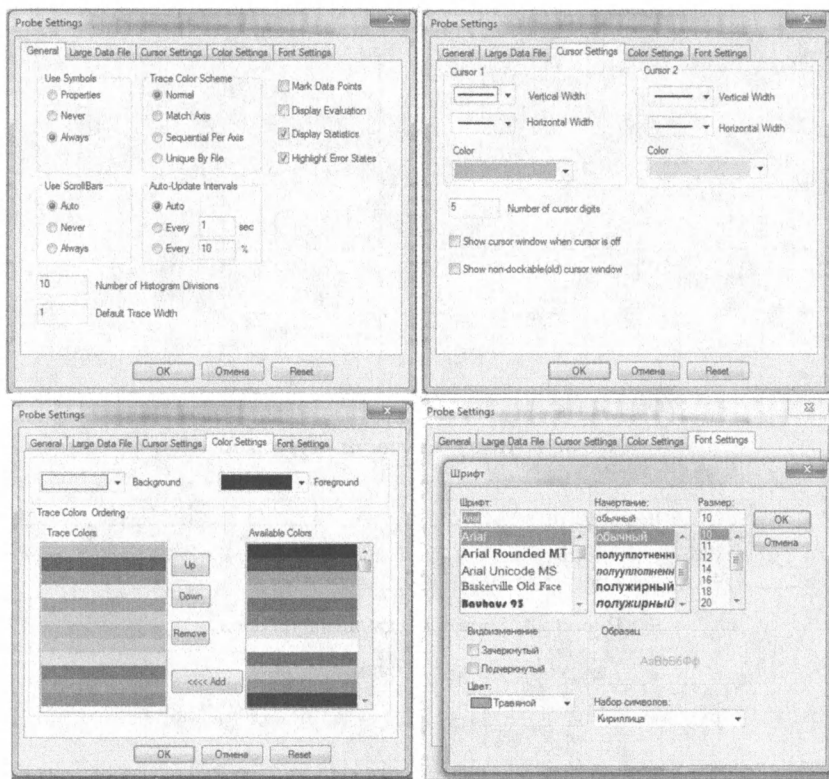 Probe Settings
General Large Data File Cursor Settings Color Settings Font Settings
Use Symbols
Properties
Never
Always
Trace Color Scheme
Normal
Match Axis
Sequential Per Axis
Unique By File
Mark Data Points
Display Evaluation
Display Statistics
Highlight Error States
Use ScrollBars
Auto
Never
Always
Auto-Update Intervals
Auto
Every 1 sec
Every 10 %
10 Number of Histogram Divisions
1 Default Trace Width
OK Отмена Reset
Probe Settings
General Large Data File Cursor Settings Color Settings Font Settings
Cursor 1
Vertical Width
Horizontal Width
Color
Cursor 2
Vertical Width
Horizontal Width
Color
5 Number of cursor digits
Show cursor window when cursor is off
Show non-dockable(old) cursor window
OK Отмена Reset
Probe Settings
General Large Data File Cursor Settings Color Settings Font Settings
Background Foreground
Trace Colors Ordering
Trace Colors
Available Colors
Up
Down
Remove
<<<< Add
OK Отмена Reset
Probe Settings
General Large Data File Cursor Settings Color Settings Font Settings
Шрифт
Шрифт:
Arial
Arial
Arial Rounded MT
Arial Unicode MS
Baskerville Old Face
Bauhaus 93
Начертание:
обычный
обычный
полууплотненны
полууплотненн
полужирный
полужирный
Размер:
10
10
11
12
14
16
18
20
OK
Отмена
Видоизменение
Зачеркнутый
Подчеркнутый
Цвет:
Травяной
Образец
АаВbБбФф
Набор символов:
Кириллица